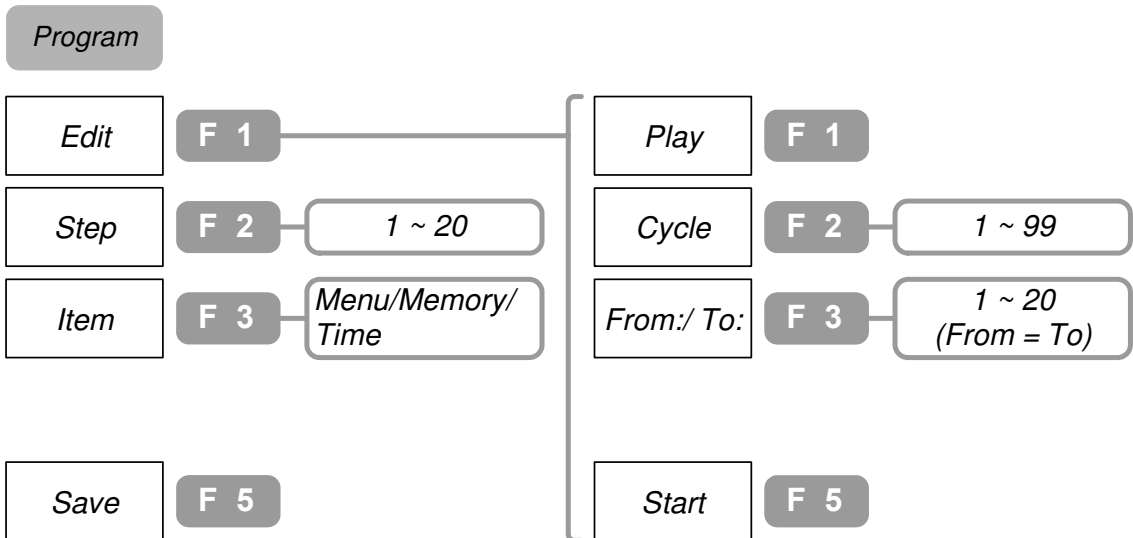 Program
Edit F 1
Step F 2 1 ~ 20
Item F 3 Menu/Memory/
Time
Save F 5
Play F 1
Cycle F 2 1 ~ 99
From:/ To: F 3 1 ~ 20
(From = To)
Start F 5